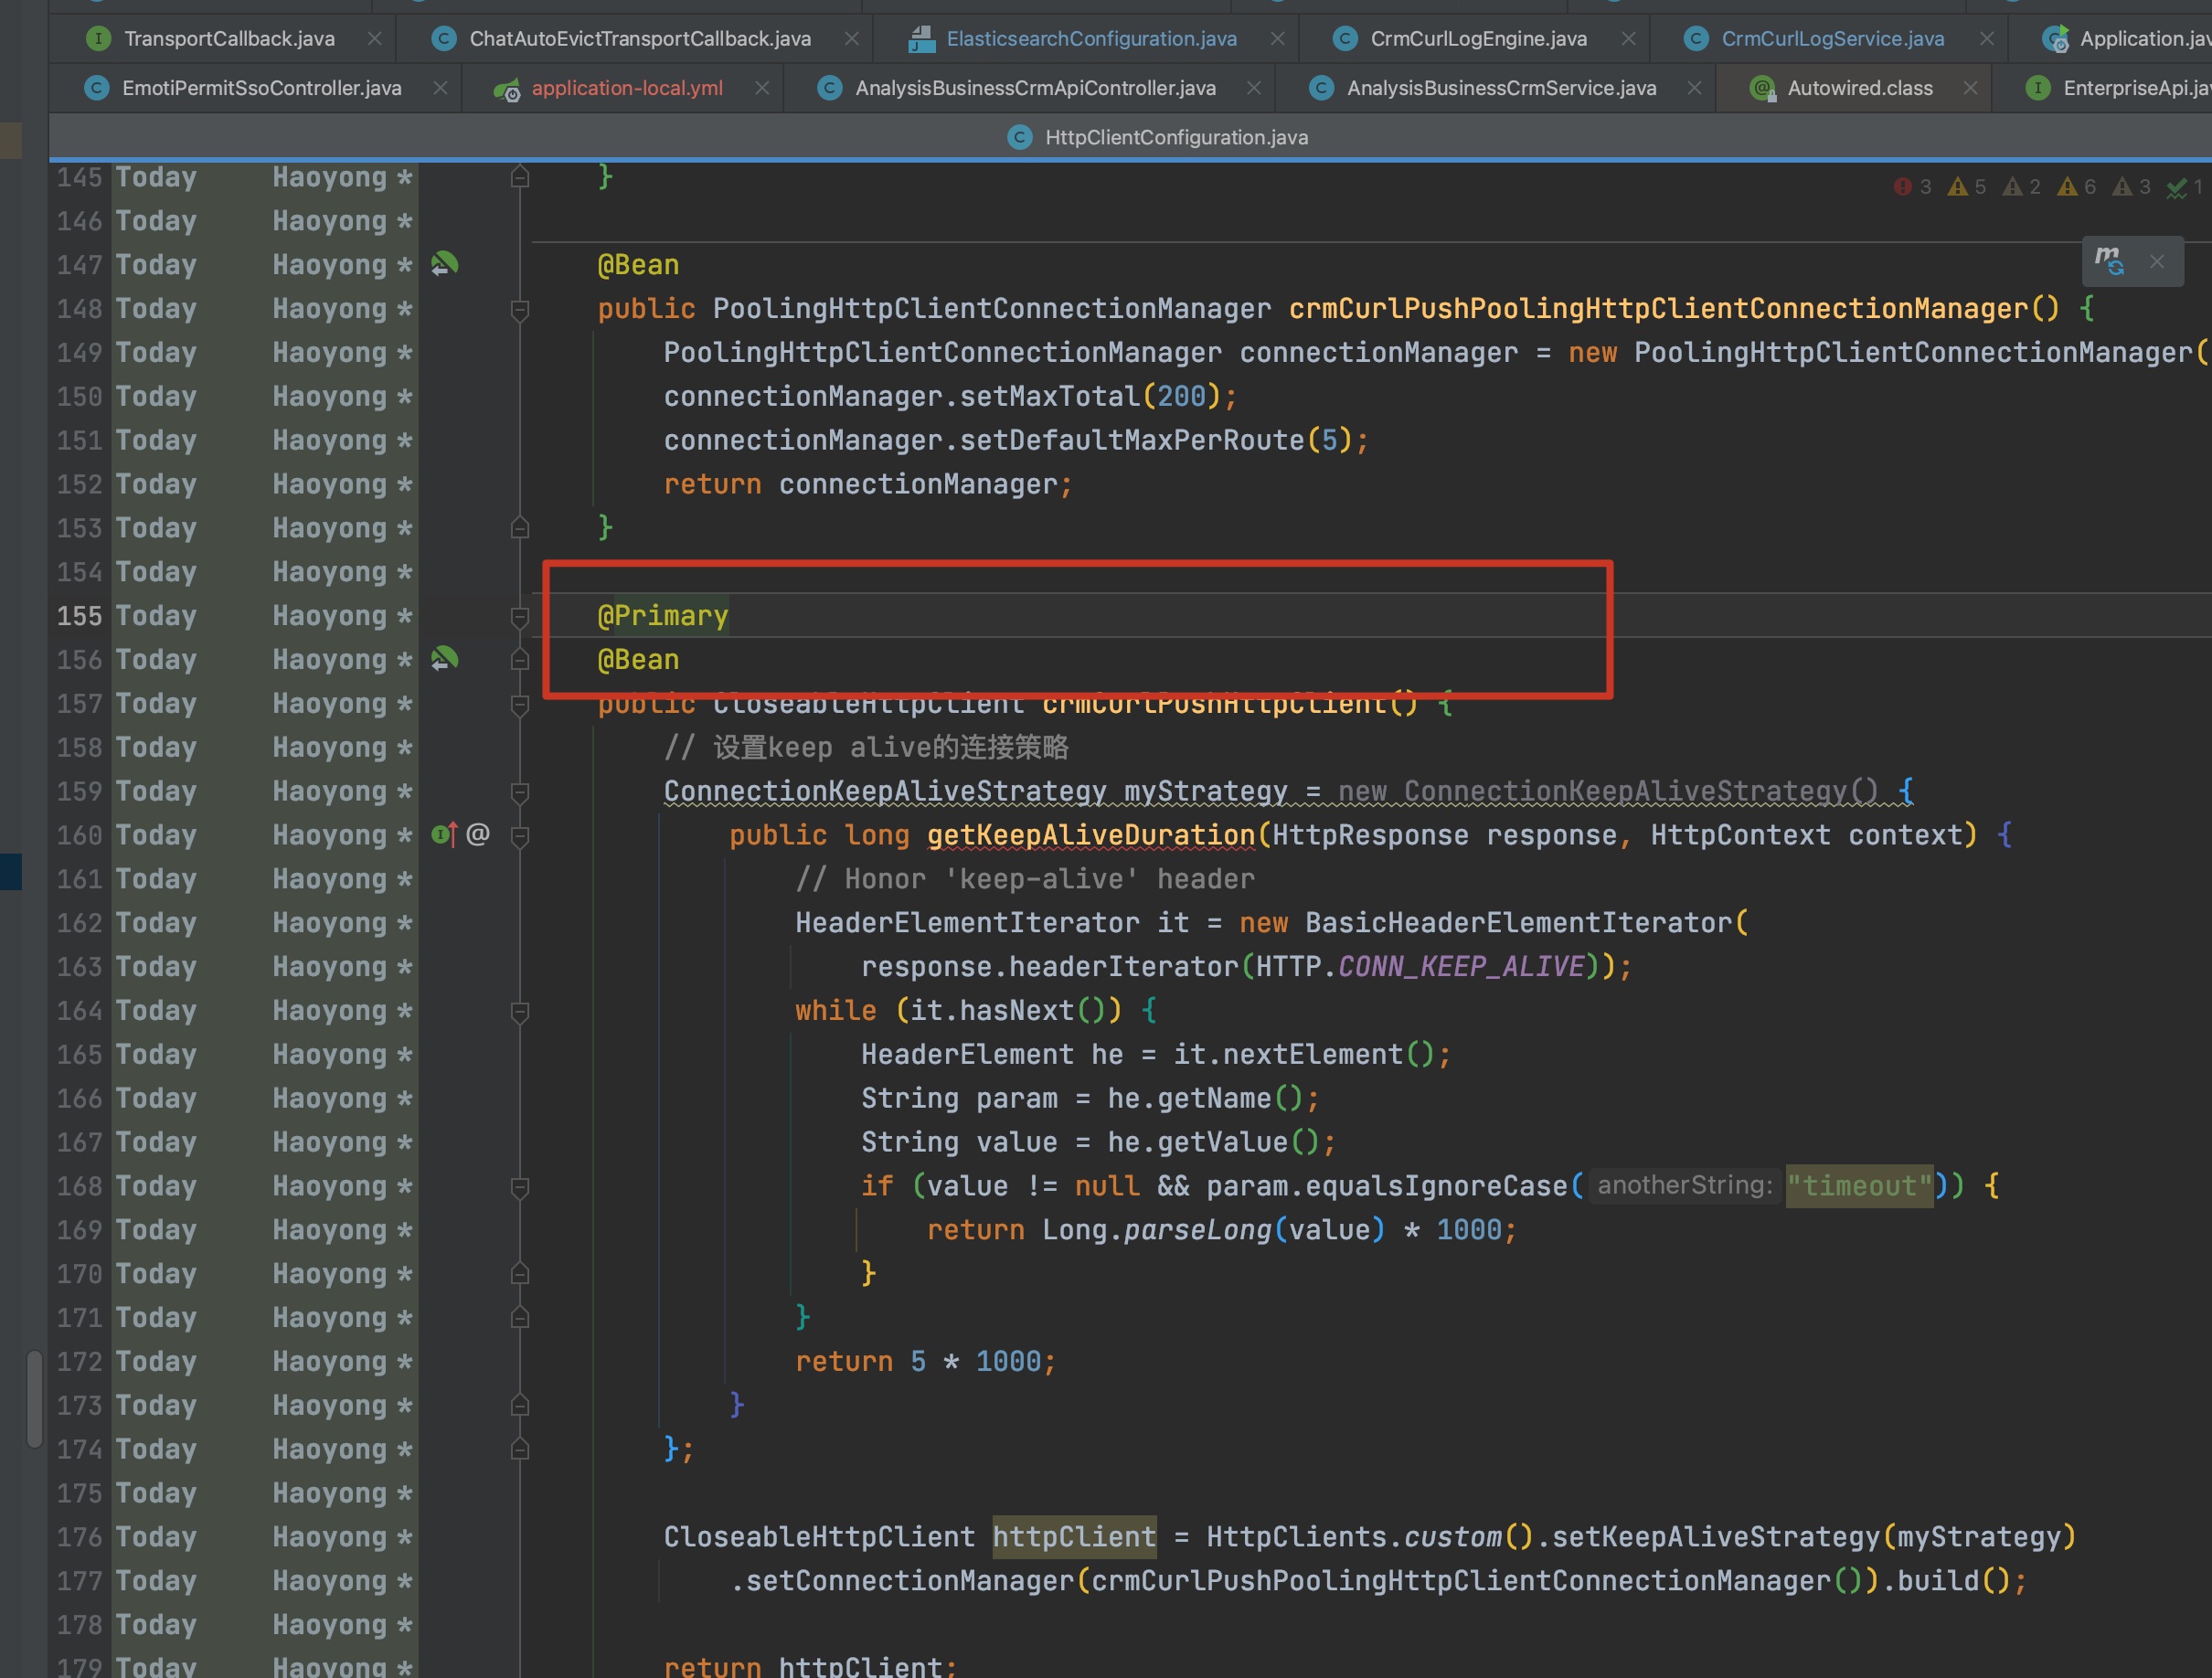 TransportCallback.java ChatAutoEvictTransportCallback.java ElasticsearchConfiguration.java CrmCurlLogEngine.java CrmCurlLogService.java
EmotiPermitSsoController.java application-local.yml AnalysisBusinessCrmApiController.java AnalysisBusinessCrmService.java Autowired.class
HttpClientConfiguration.java
145 Today Haoyong * } 3 5 2 6 3 1
146 Today Haoyong *
147 Today Haoyong * @Bean
148 Today Haoyong * public PoolingHttpClientConnectionManager crmCurlPushPoolingHttpClientConnectionManager() {
149 Today Haoyong * PoolingHttpClientConnectionManager connectionManager = new PoolingHttpClientConnectionManager(
150 Today Haoyong * connectionManager.setMaxTotal(200);
151 Today Haoyong * connectionManager.setDefaultMaxPerRoute(5);
152 Today Haoyong * return connectionManager;
153 Today Haoyong * }
154 Today Haoyong *
155 Today Haoyong * @Primary
156 Today Haoyong * @Bean
157 Today Haoyong * public CloseableHttpClient crmCurlPushHttpClient() {
158 Today Haoyong * // 设置keep alive的连接策略
159 Today Haoyong * ConnectionKeepAliveStrategy myStrategy = new ConnectionKeepAliveStrategy() {
160 Today Haoyong * @ public long getKeepAliveDuration(HttpResponse response, HttpContext context) {
161 Today Haoyong * // Honor 'keep-alive' header
162 Today Haoyong * HeaderElementIterator it = new BasicHeaderElementIterator(
163 Today Haoyong * response.headerIterator(HTTP.CONN_KEEP_ALIVE));
164 Today Haoyong * while (it.hasNext()) {
165 Today Haoyong * HeaderElement he = it.nextElement();
166 Today Haoyong * String param = he.getName();
167 Today Haoyong * String value = he.getValue();
168 Today Haoyong * if (value != null && param.equalsIgnoreCase( anotherString: "timeout")) {
169 Today Haoyong * return Long.parseLong(value) * 1000;
170 Today Haoyong * }
171 Today Haoyong * }
172 Today Haoyong * return 5 * 1000;
173 Today Haoyong * }
174 Today Haoyong * };
175 Today Haoyong *
176 Today Haoyong * CloseableHttpClient httpClient = HttpClients.custom().setKeepAliveStrategy(myStrategy)
177 Today Haoyong * .setConnectionManager(crmCurlPushPoolingHttpClientConnectionManager()).build();
178 Today Haoyong *
179 Today Haoyong * return httpClient;